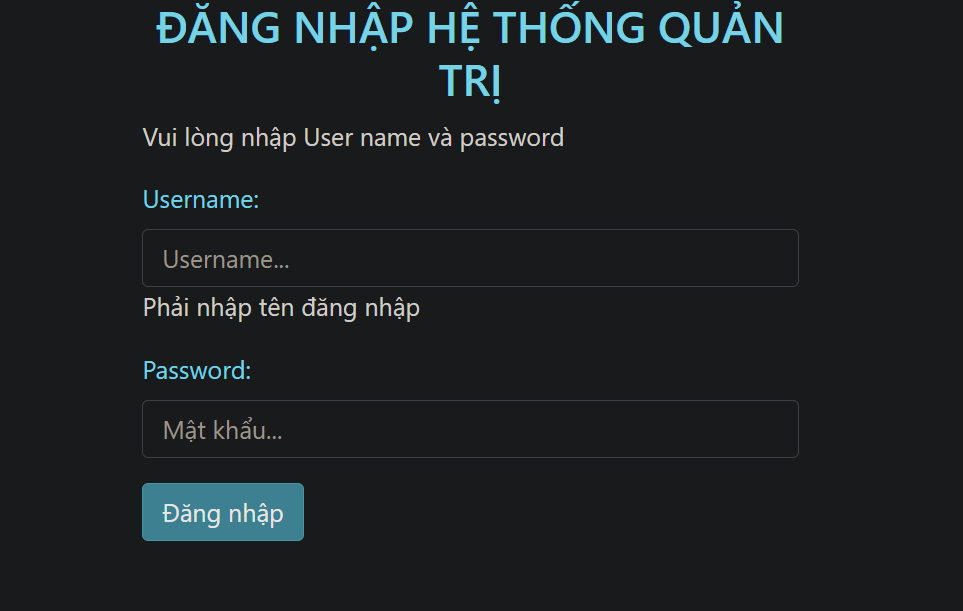 ĐĂNG NHẬP HỆ THỐNG QUẢN
TRỊ
Vui lòng nhập User name và password
Username:
Username...
Phải nhập tên đăng nhập
Password:
Mật khẩu...
Đăng nhập